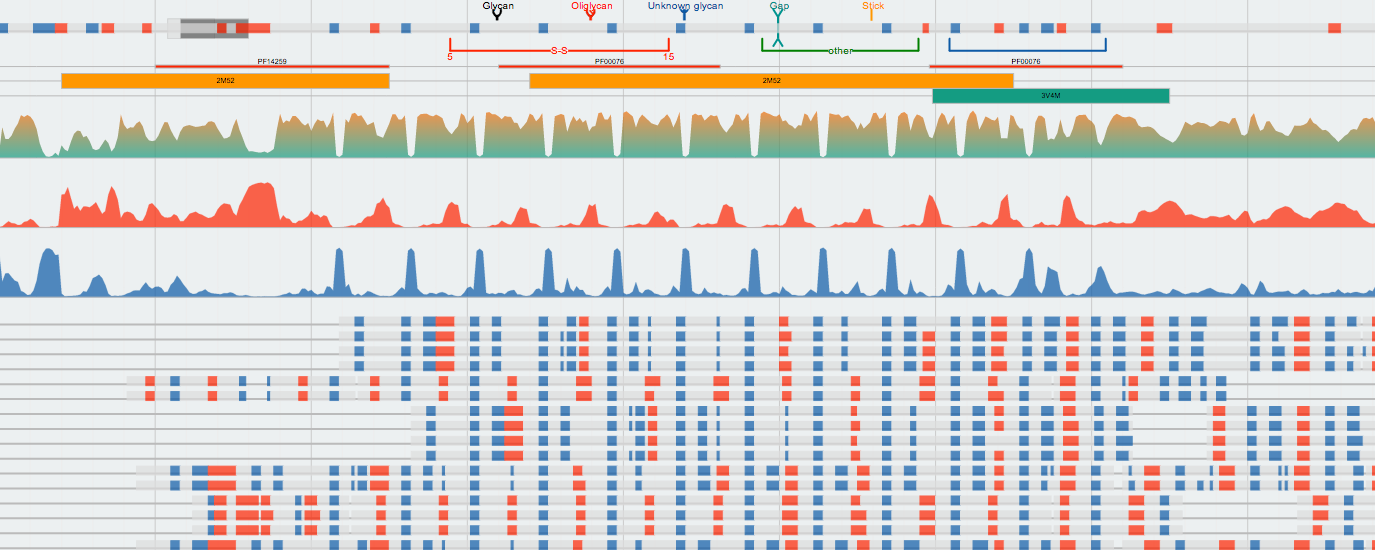 Glycan Oliglycan Unknown glycan Gap Stick
S-S other
5 15
PF14259 PF00076 PF00076
2M52 2M52
3V4M